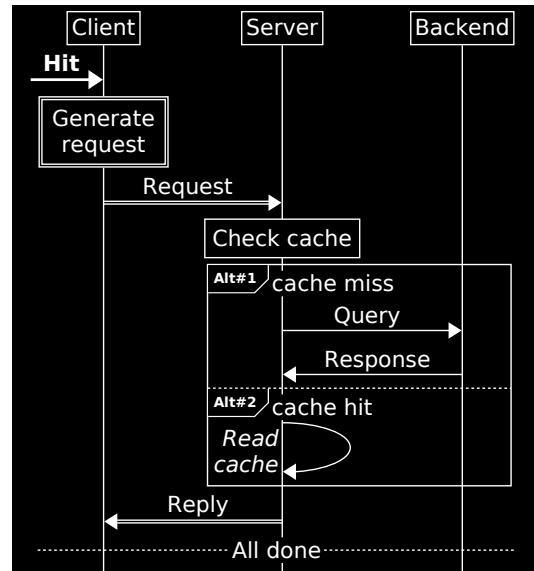 Client Server Backend
Hit
Generate
request
Request
Check cache
Alt#1 cache miss
Query
Response
Alt#2 cache hit
Read
cache
Reply
All done